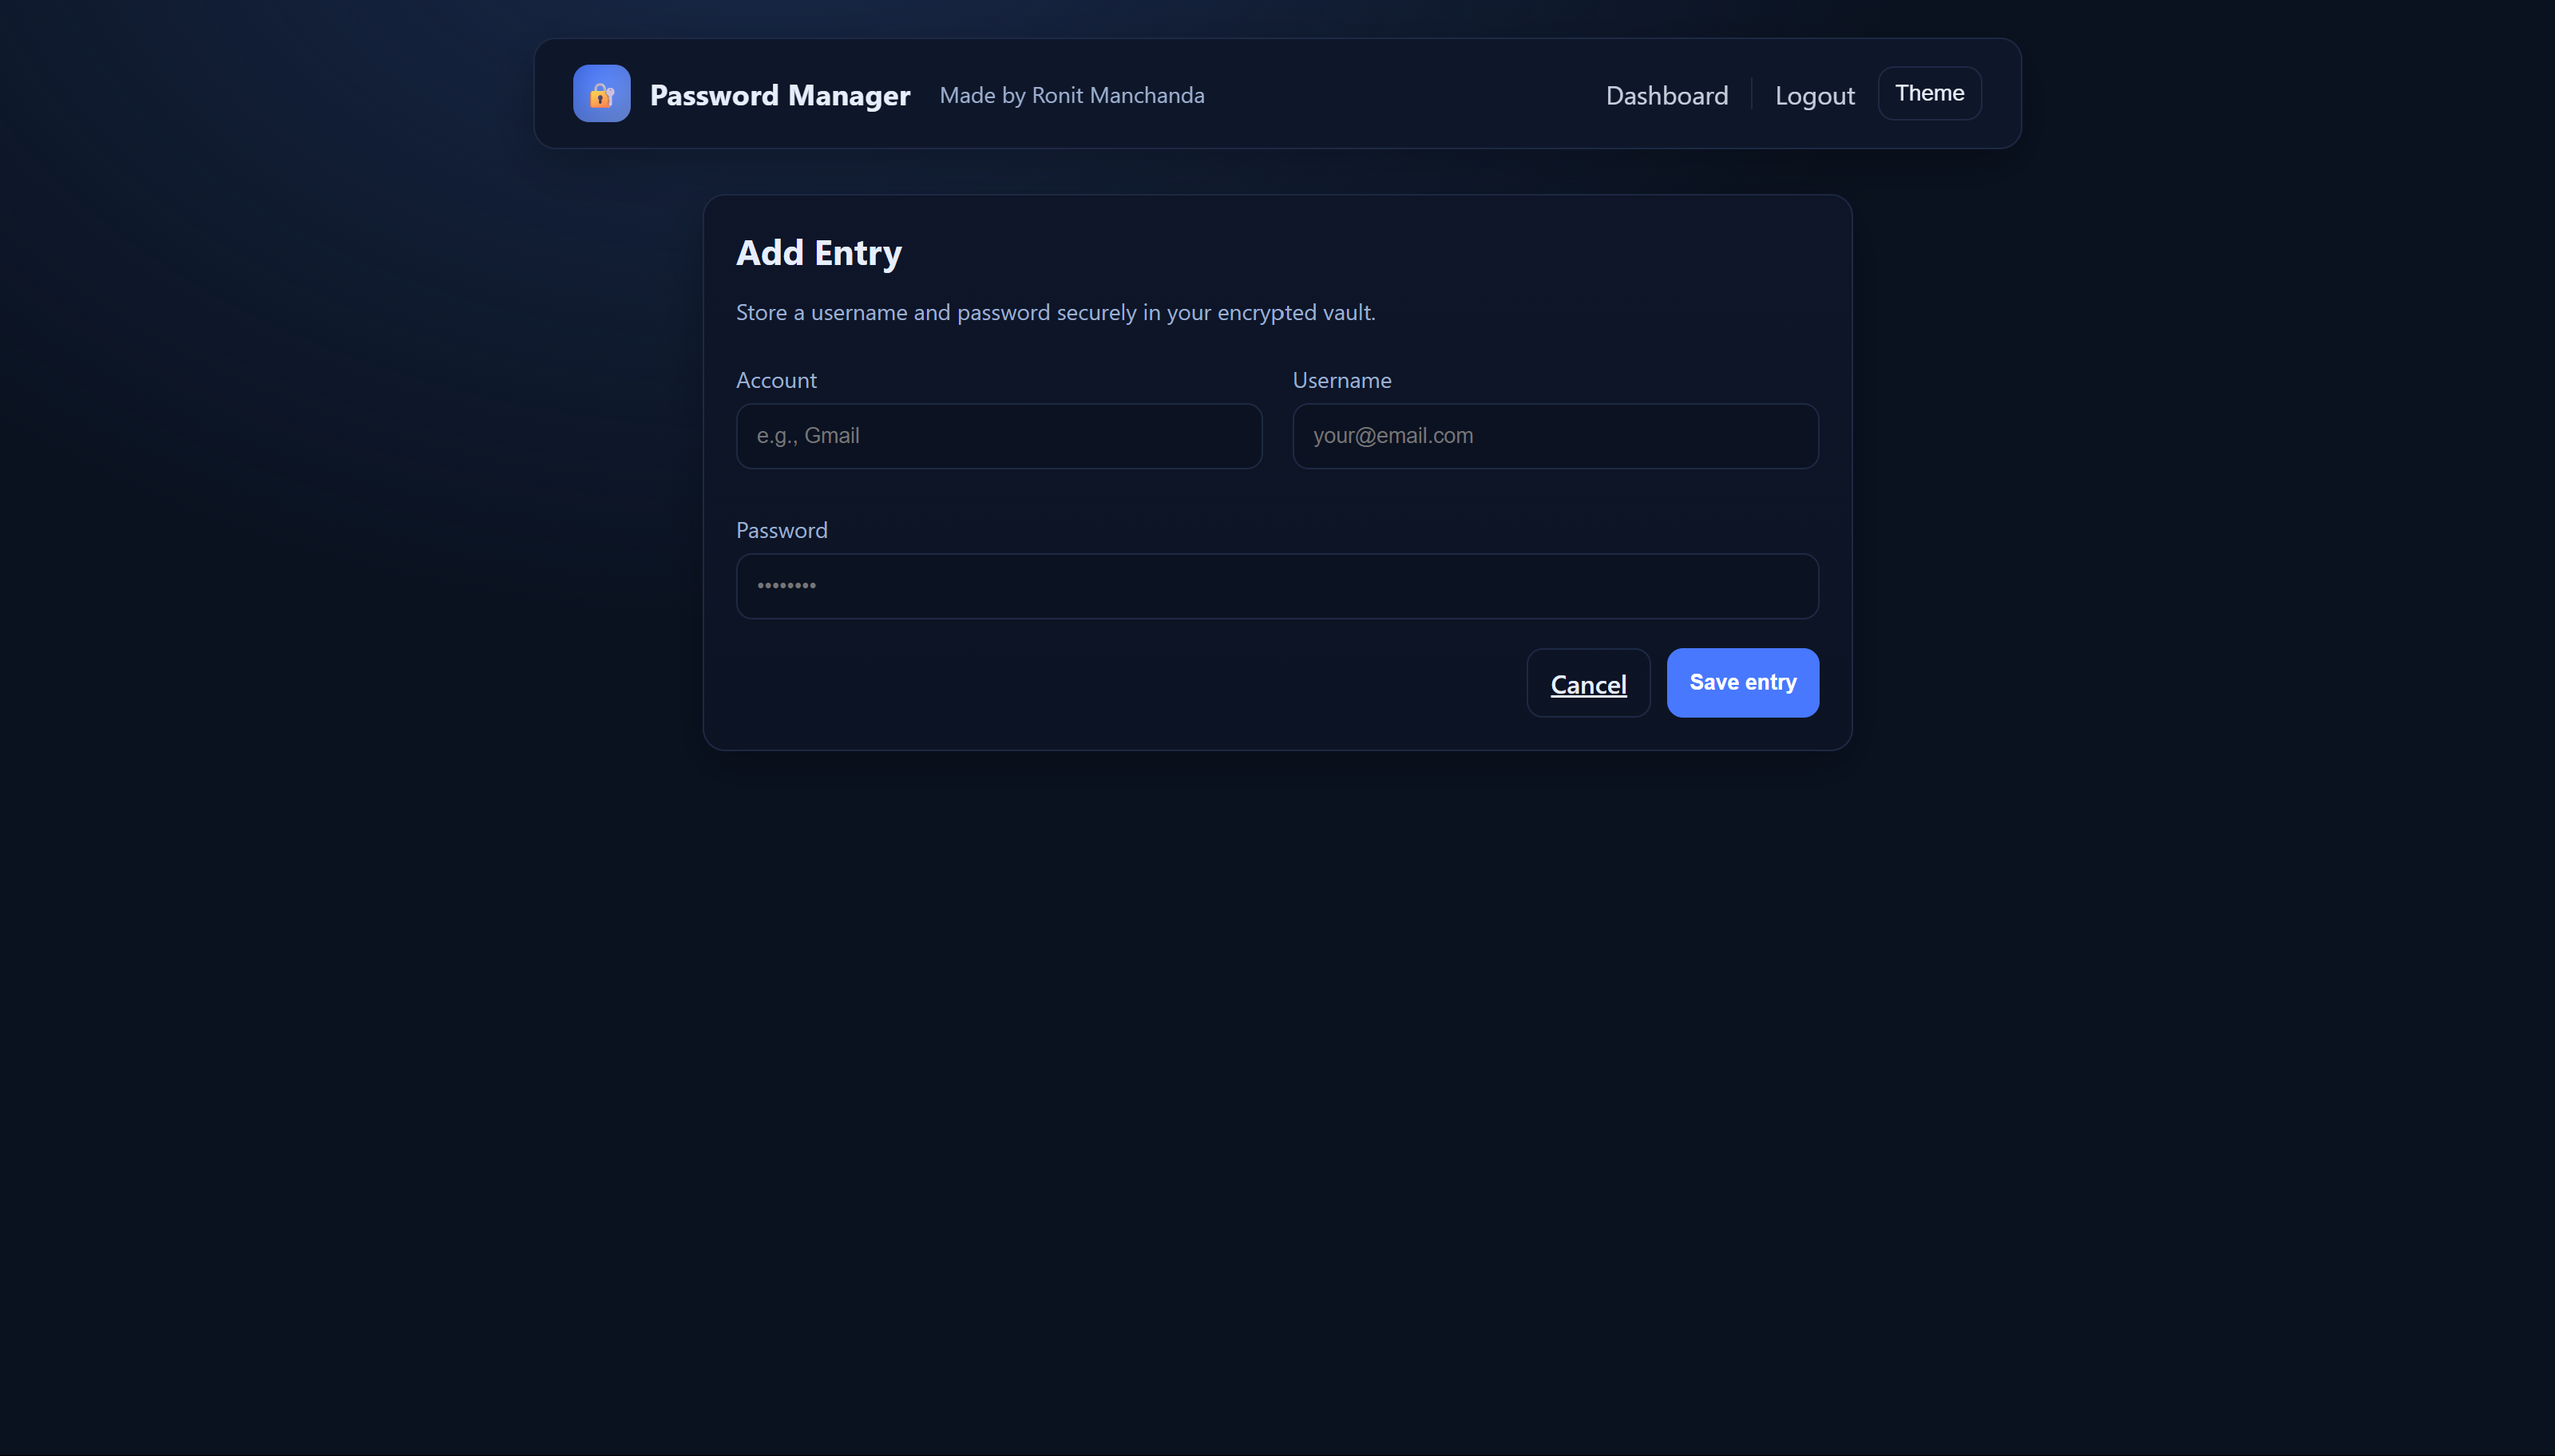 Password Manager Made by Ronit Manchanda Dashboard Logout Theme
Add Entry
Store a username and password securely in your encrypted vault.
Account Username
e.g., Gmail your@email.com
Password
••••••••
Cancel Save entry